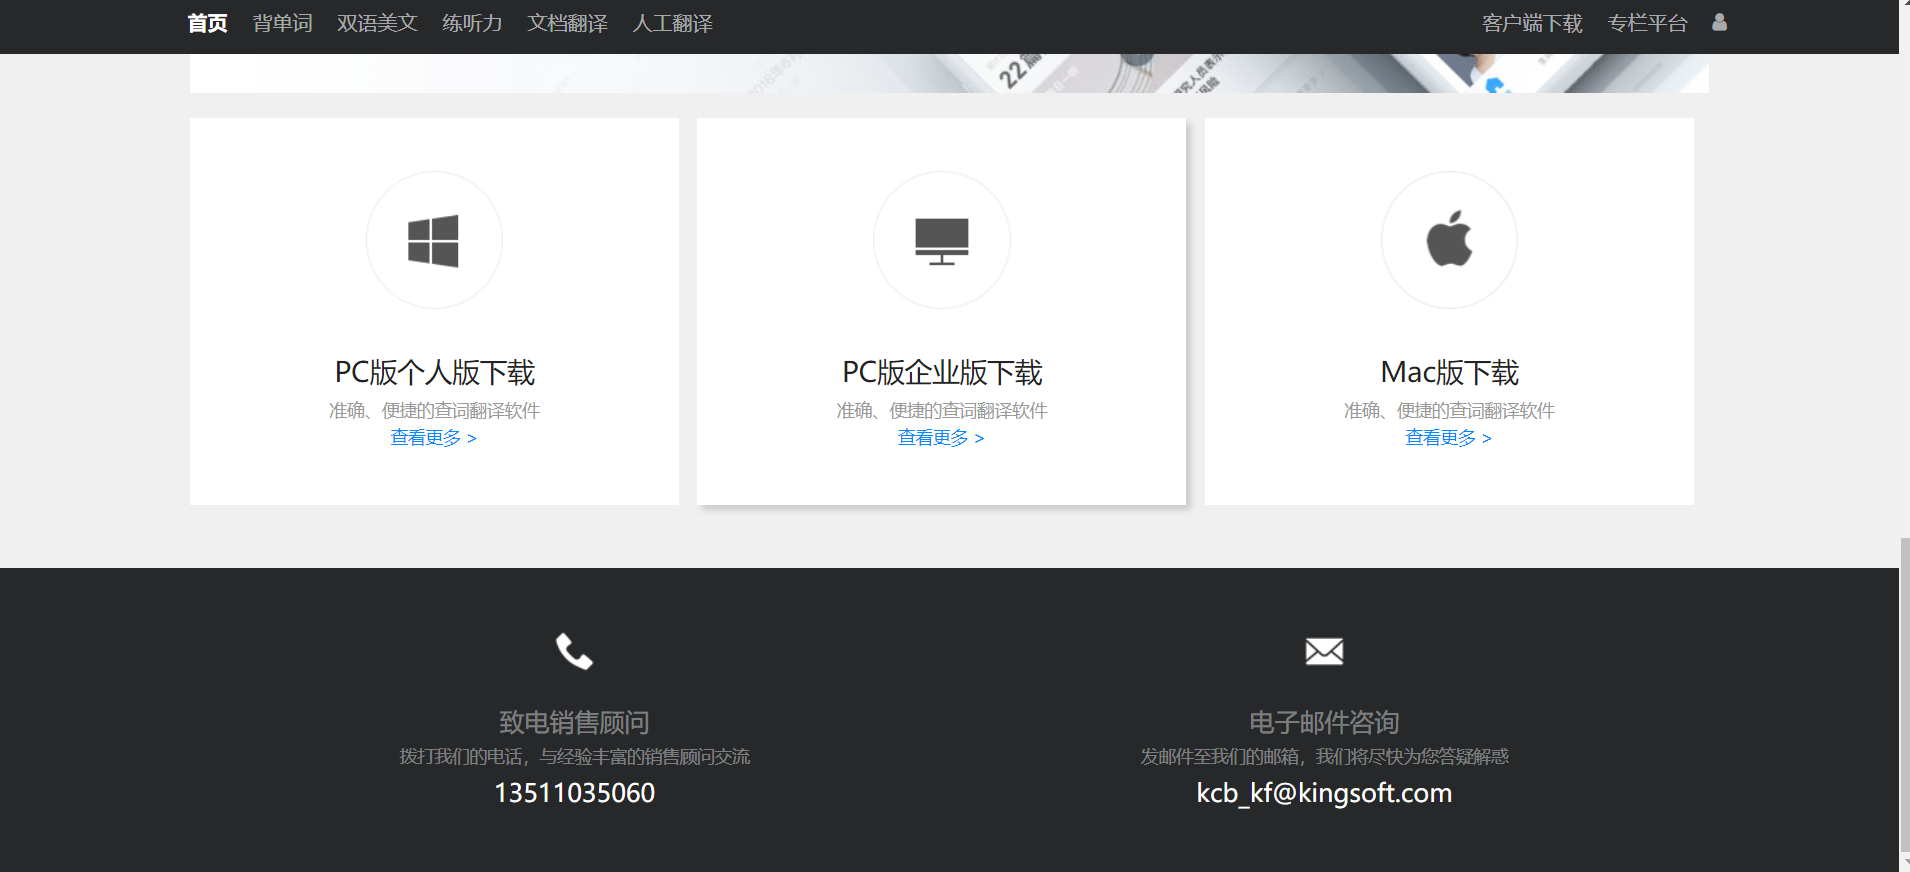 首页 背单词 双语美文 练听力 文档翻译 人工翻译 客户端下载 专栏平台
22篇
PC版个人版下载
准确、便捷的查词翻译软件
查看更多 >
PC版企业版下载
准确、便捷的查词翻译软件
查看更多 >
Mac版下载
准确、便捷的查词翻译软件
查看更多 >
致电销售顾问
拨打我们的电话，与经验丰富的销售顾问交流
13511035060
电子邮件咨询
发邮件至我们的邮箱，我们将尽快为您答疑解惑
kcb_kf@kingsoft.com